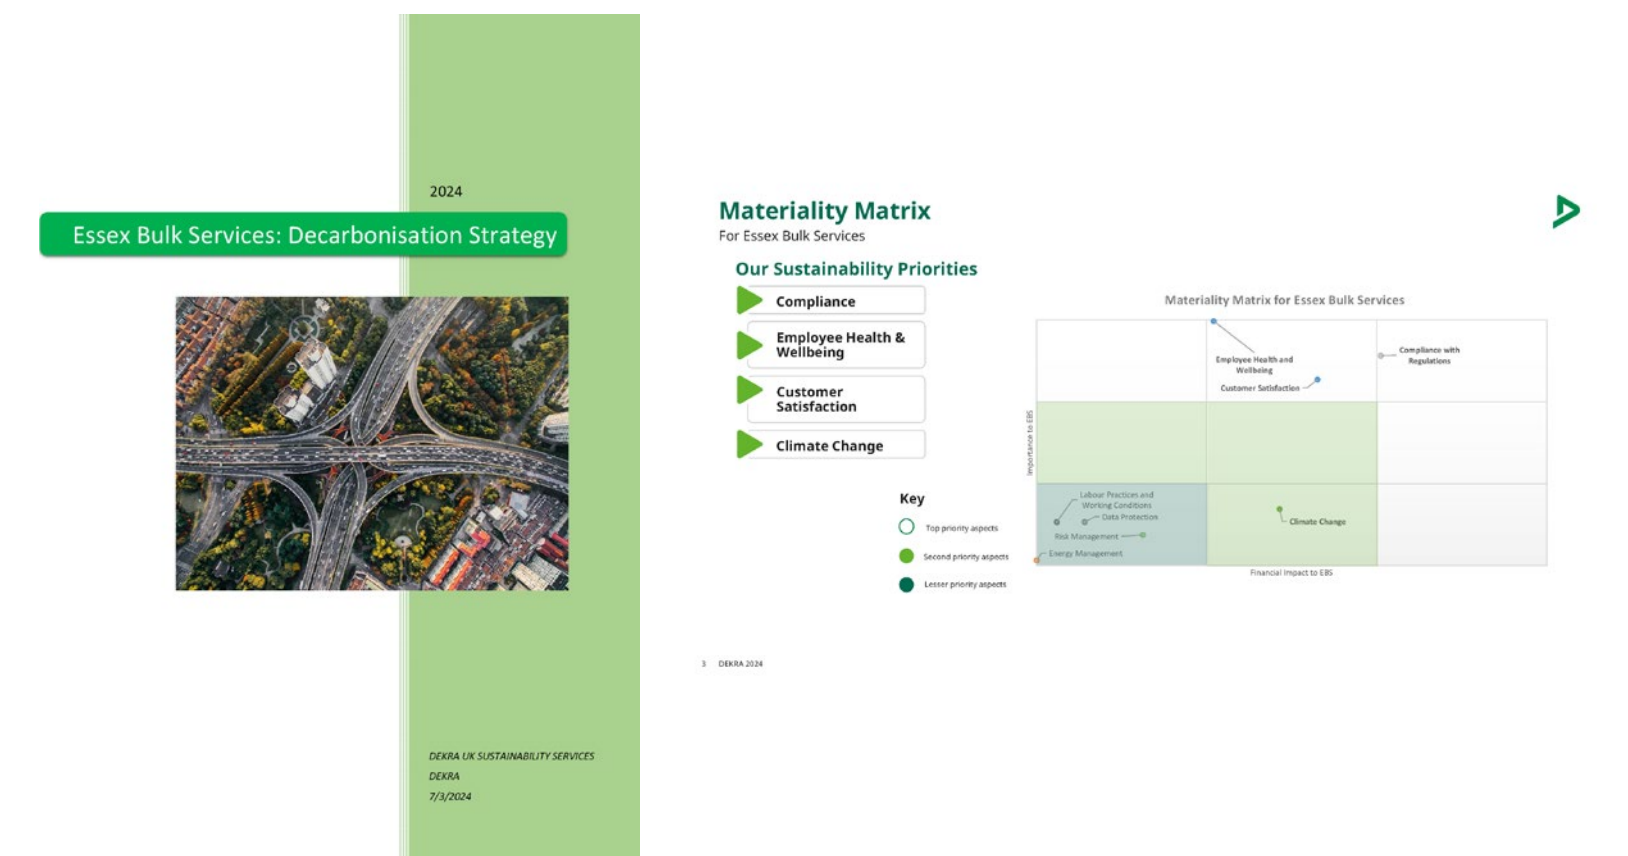 2024
Essex Bulk Services: Decarbonisation Strategy
DEKRA UK SUSTAINABILITY SERVICES
DEKRA
7/3/2024
Materiality Matrix
For Essex Bulk Services
Our Sustainability Priorities
Compliance
Employee Health &
Wellbeing
Customer
Satisfaction
Climate Change
Key
Top priority aspects
Second priority aspects
Lesser priority aspects
Materiality Matrix for Essex Bulk Services
Importance to EBS
Employee Health and
Wellbeing
Customer Satisfaction
Compliance with
Regulations
Labour Practices and
Working Conditions
Data Protection
Risk Management
Energy Management
Climate Change
Financial Impact to EBS
3 DEKRA 2024